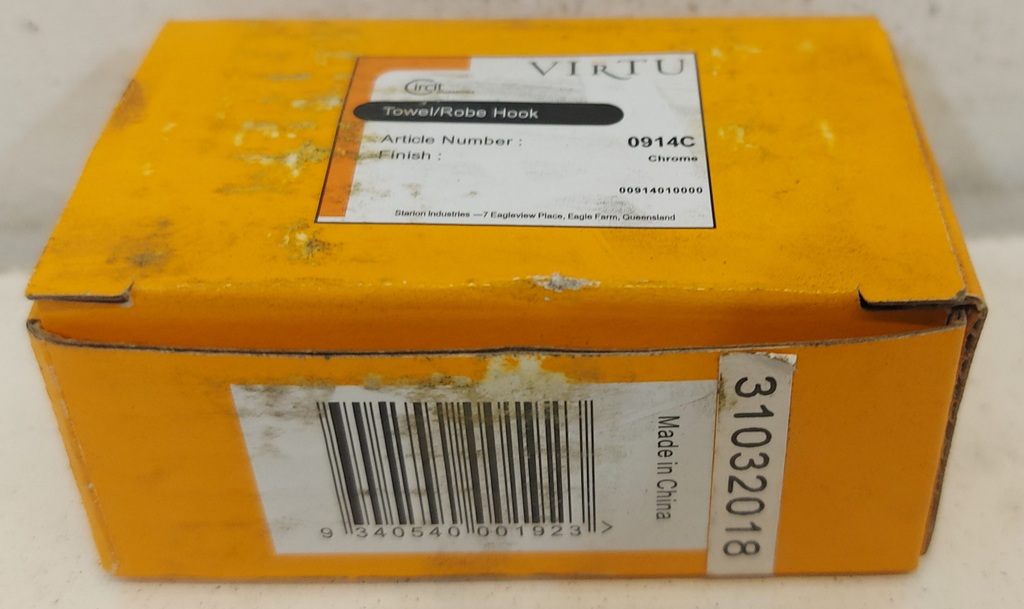 VIRTU
Circit
Towel/Robe Hook
Article Number : 0914C
Finish : Chrome
00914010000
Starion Industries —7 Eagleview Place, Eagle Farm, Queensland
9 340540 001923 >
Made in China
31032018